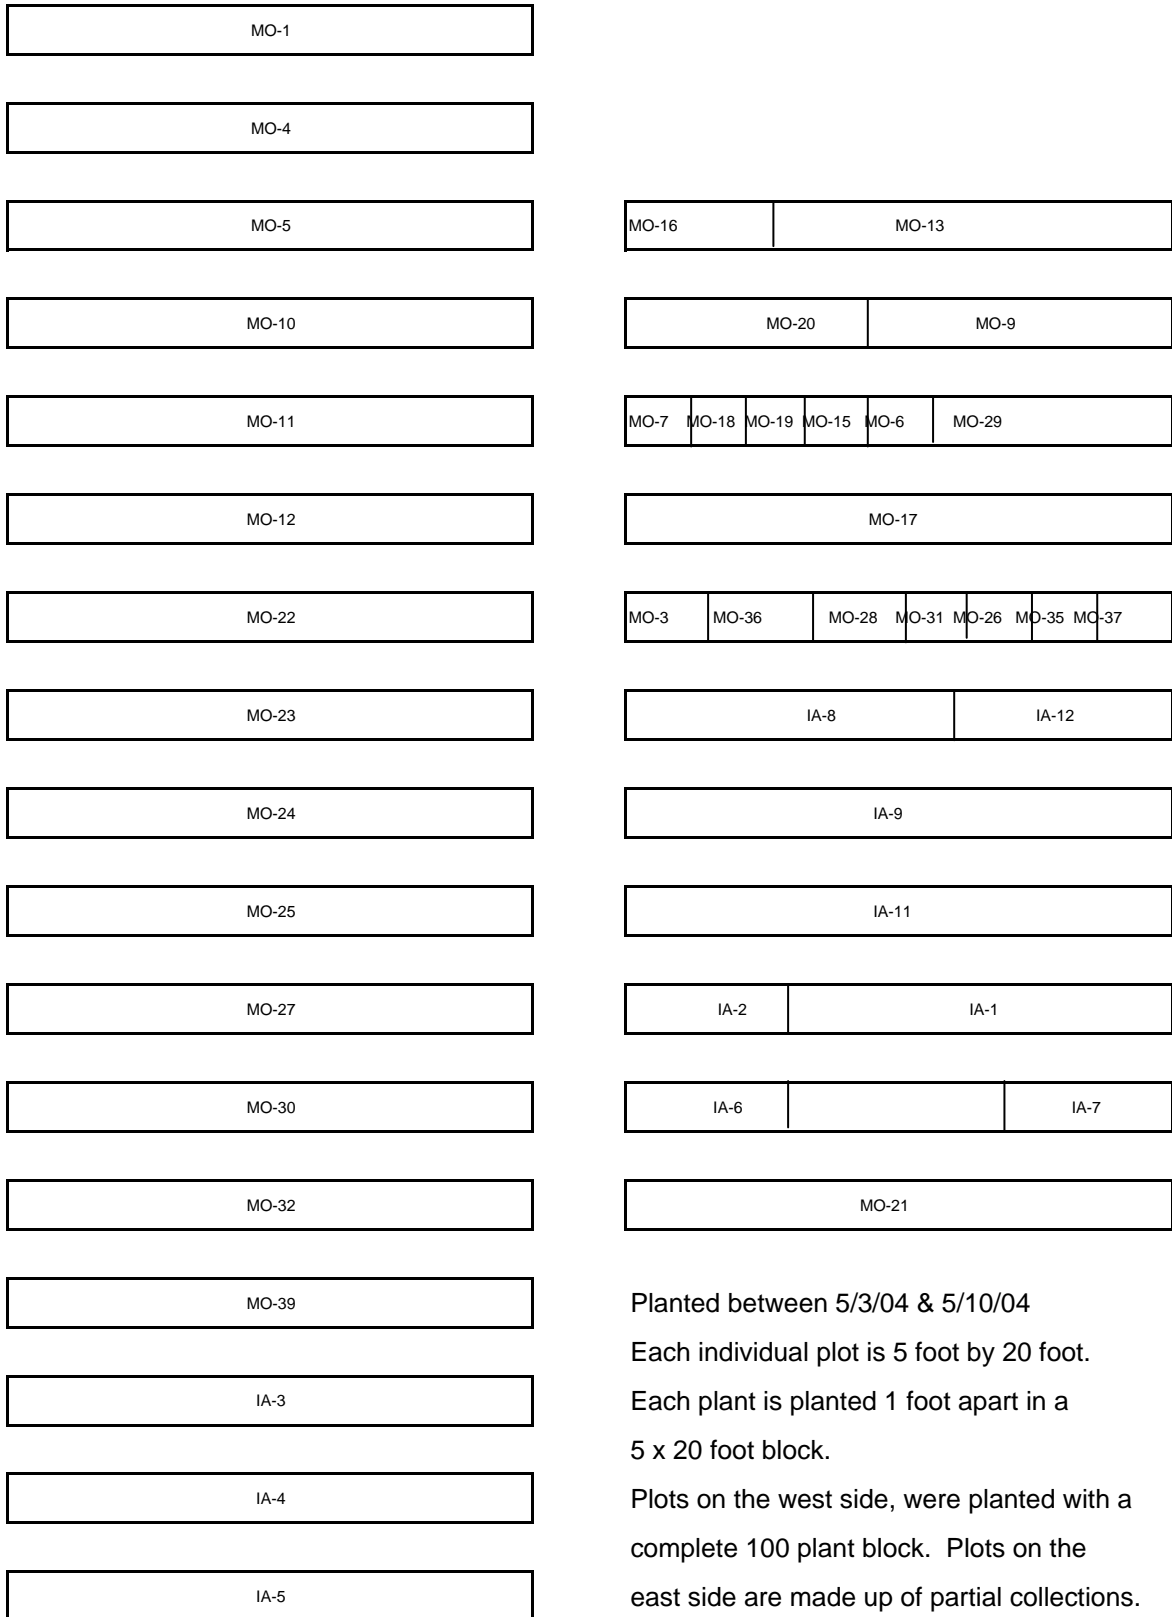 MO-1
MO-4
MO-5
MO-16 MO-13
MO-10
MO-20 MO-9
MO-11
MO-7 MO-18 MO-19 MO-15 MO-6 MO-29
MO-12
MO-17
MO-22
MO-3 MO-36 MO-28 MO-31 MO-26 MO-35 MO-37
MO-23
IA-8 IA-12
MO-24
IA-9
MO-25
IA-11
MO-27
IA-2 IA-1
MO-30
IA-6 IA-7
MO-32
MO-21
MO-39
IA-3
IA-4
IA-5
Planted between 5/3/04 & 5/10/04
Each individual plot is 5 foot by 20 foot.
Each plant is planted 1 foot apart in a
5 x 20 foot block.
Plots on the west side, were planted with a
complete 100 plant block. Plots on the
east side are made up of partial collections.